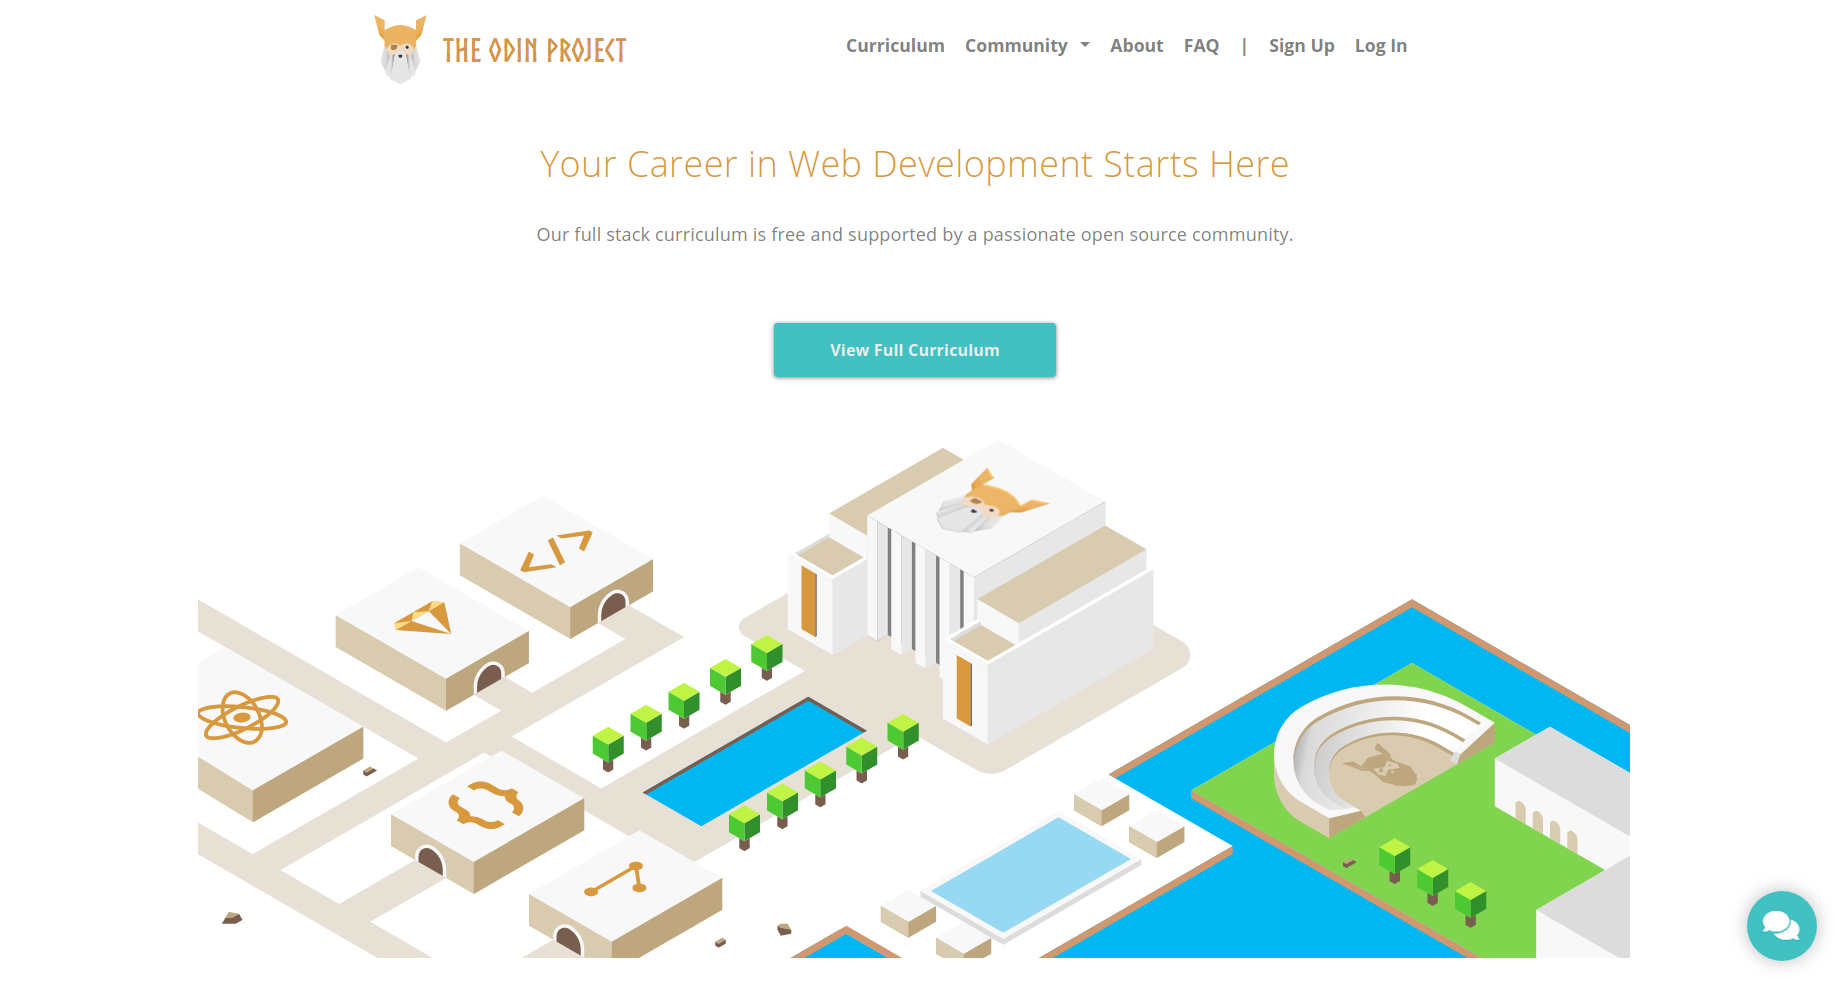 THE ODIN PROJECT
Curriculum Community About FAQ | Sign Up Log In
Your Career in Web Development Starts Here
Our full stack curriculum is free and supported by a passionate open source community.
View Full Curriculum
</>